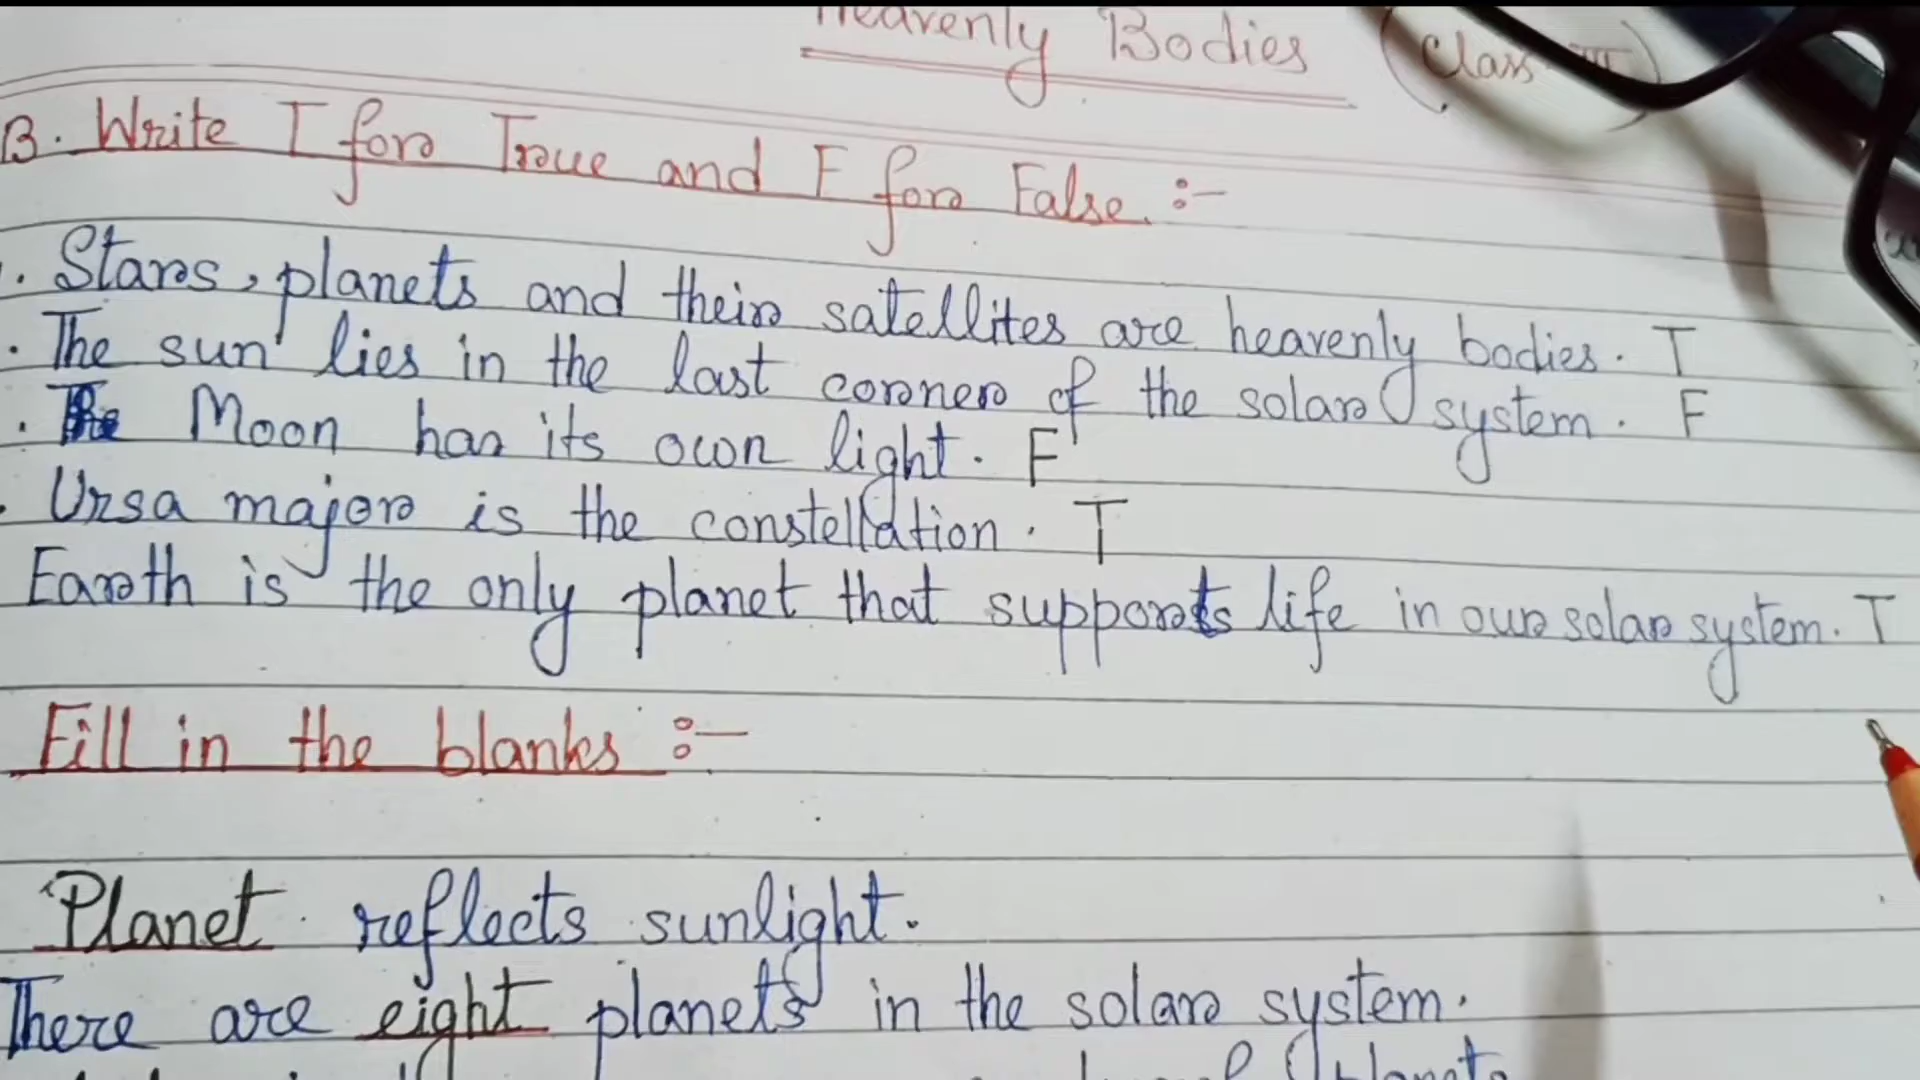 Heavenly Bodies (Class III)
B. Write T for True and F for False :-
. Stars, planets and their satellites are heavenly bodies. T
. The sun lies in the last corner of the solar system. F
. The Moon has its own light. F
. Ursa major is the constellation. T
Earth is the only planet that supports life in our solar system. T
Fill in the blanks :-
Planet reflects sunlight.
There are eight planets in the solar system.
planets